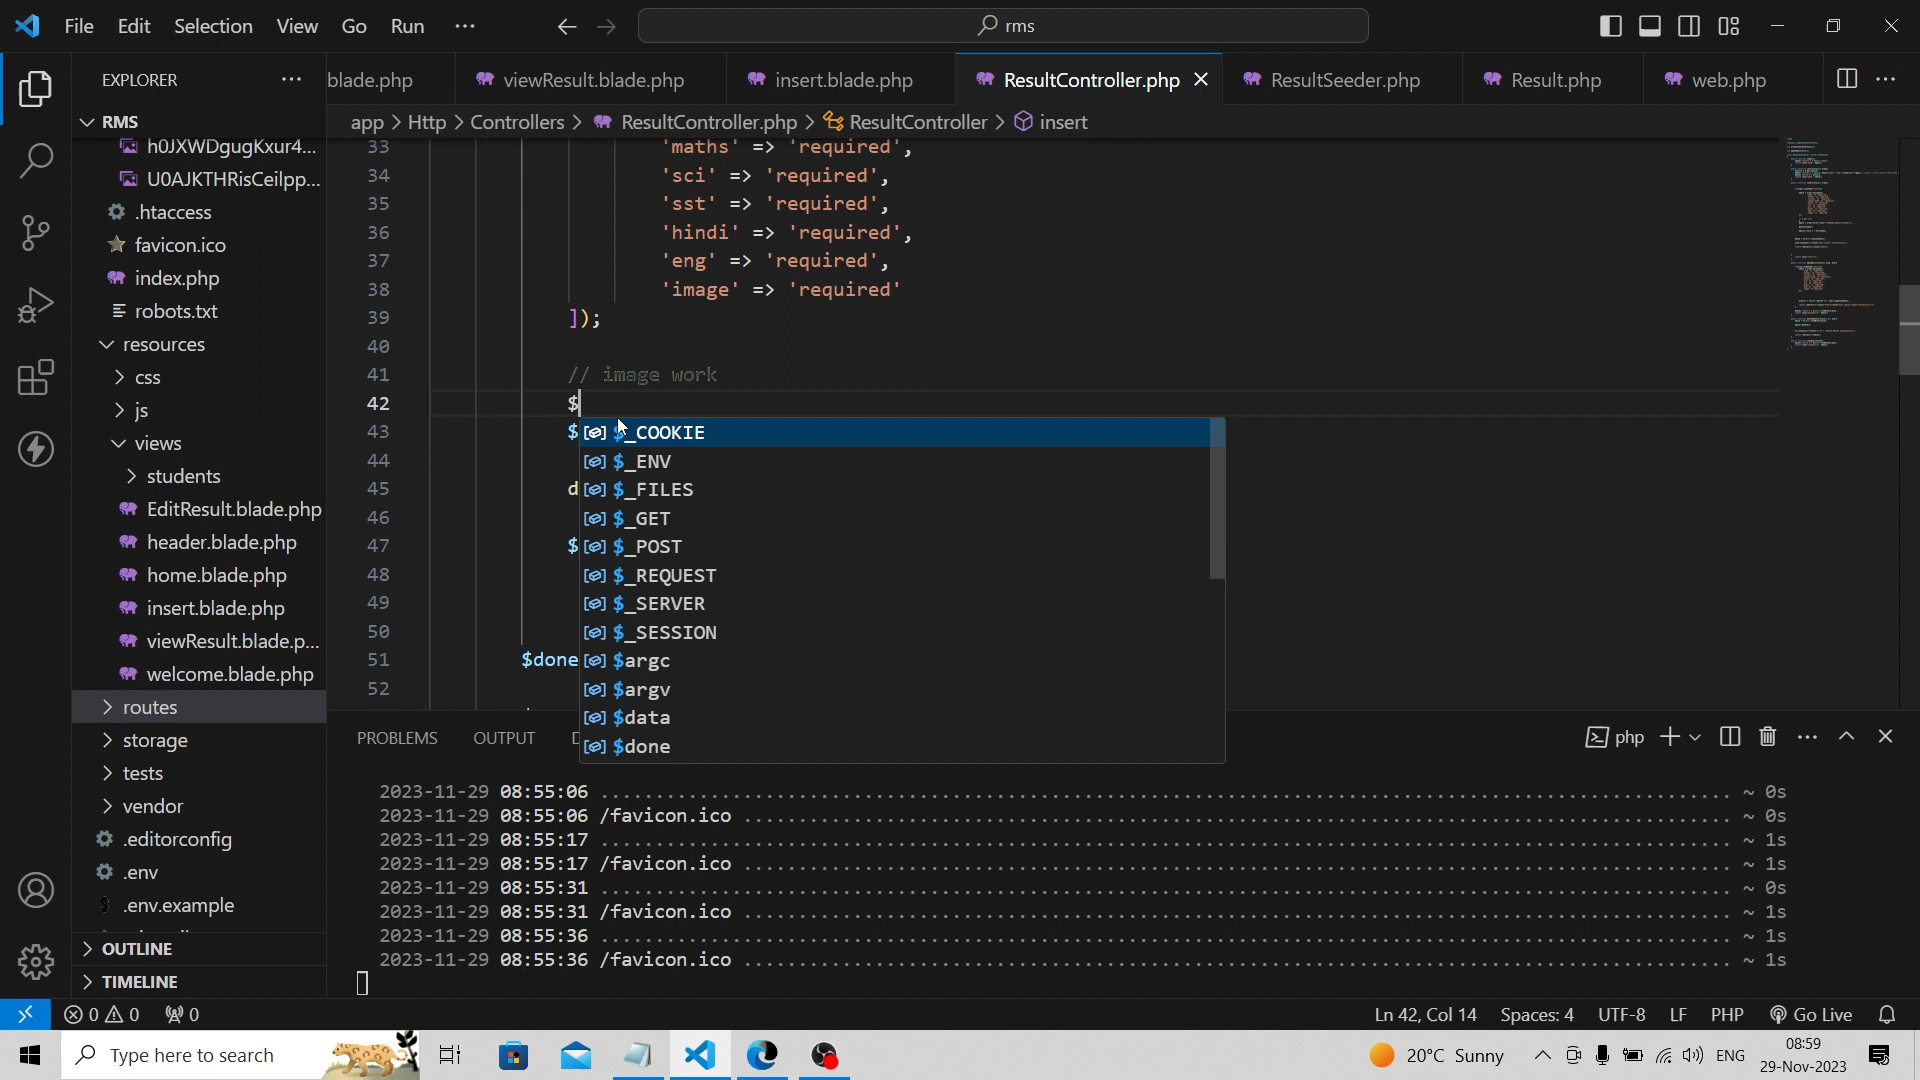 File Edit Selection View Go Run ··· rms
EXPLORER ···
blade.php viewResult.blade.php insert.blade.php ResultController.php ResultSeeder.php Result.php web.php ···
RMS
app > Http > Controllers > ResultController.php > ResultController > insert
h0JXWDgugKxur4...
U0AJKTHRisCeilpp...
.htaccess
favicon.ico
index.php
robots.txt
resources
css
js
views
students
EditResult.blade.php
header.blade.php
home.blade.php
insert.blade.php
viewResult.blade.p...
welcome.blade.php
routes
storage
tests
vendor
.editorconfig
.env
.env.example
OUTLINE
TIMELINE
33 'maths' => 'required',
34 'sci' => 'required',
35 'sst' => 'required',
36 'hindi' => 'required',
37 'eng' => 'required',
38 'image' => 'required'
39 ]);
40
41 // image work
42 $
43 $
44
45 d
46
47 $
48
49
50
51 $done
52
$_COOKIE
$_ENV
$_FILES
$_GET
$_POST
$_REQUEST
$_SERVER
$_SESSION
$argc
$argv
$data
$done
PROBLEMS OUTPUT php ···
2023-11-29 08:55:06 ~ 0s
2023-11-29 08:55:06 /favicon.ico ~ 0s
2023-11-29 08:55:17 ~ 1s
2023-11-29 08:55:17 /favicon.ico ~ 1s
2023-11-29 08:55:31 ~ 0s
2023-11-29 08:55:31 /favicon.ico ~ 1s
2023-11-29 08:55:36 ~ 1s
2023-11-29 08:55:36 /favicon.ico ~ 1s
0 0 0 Ln 42, Col 14 Spaces: 4 UTF-8 LF PHP Go Live
Type here to search 20°C Sunny ENG 08:59
29-Nov-2023